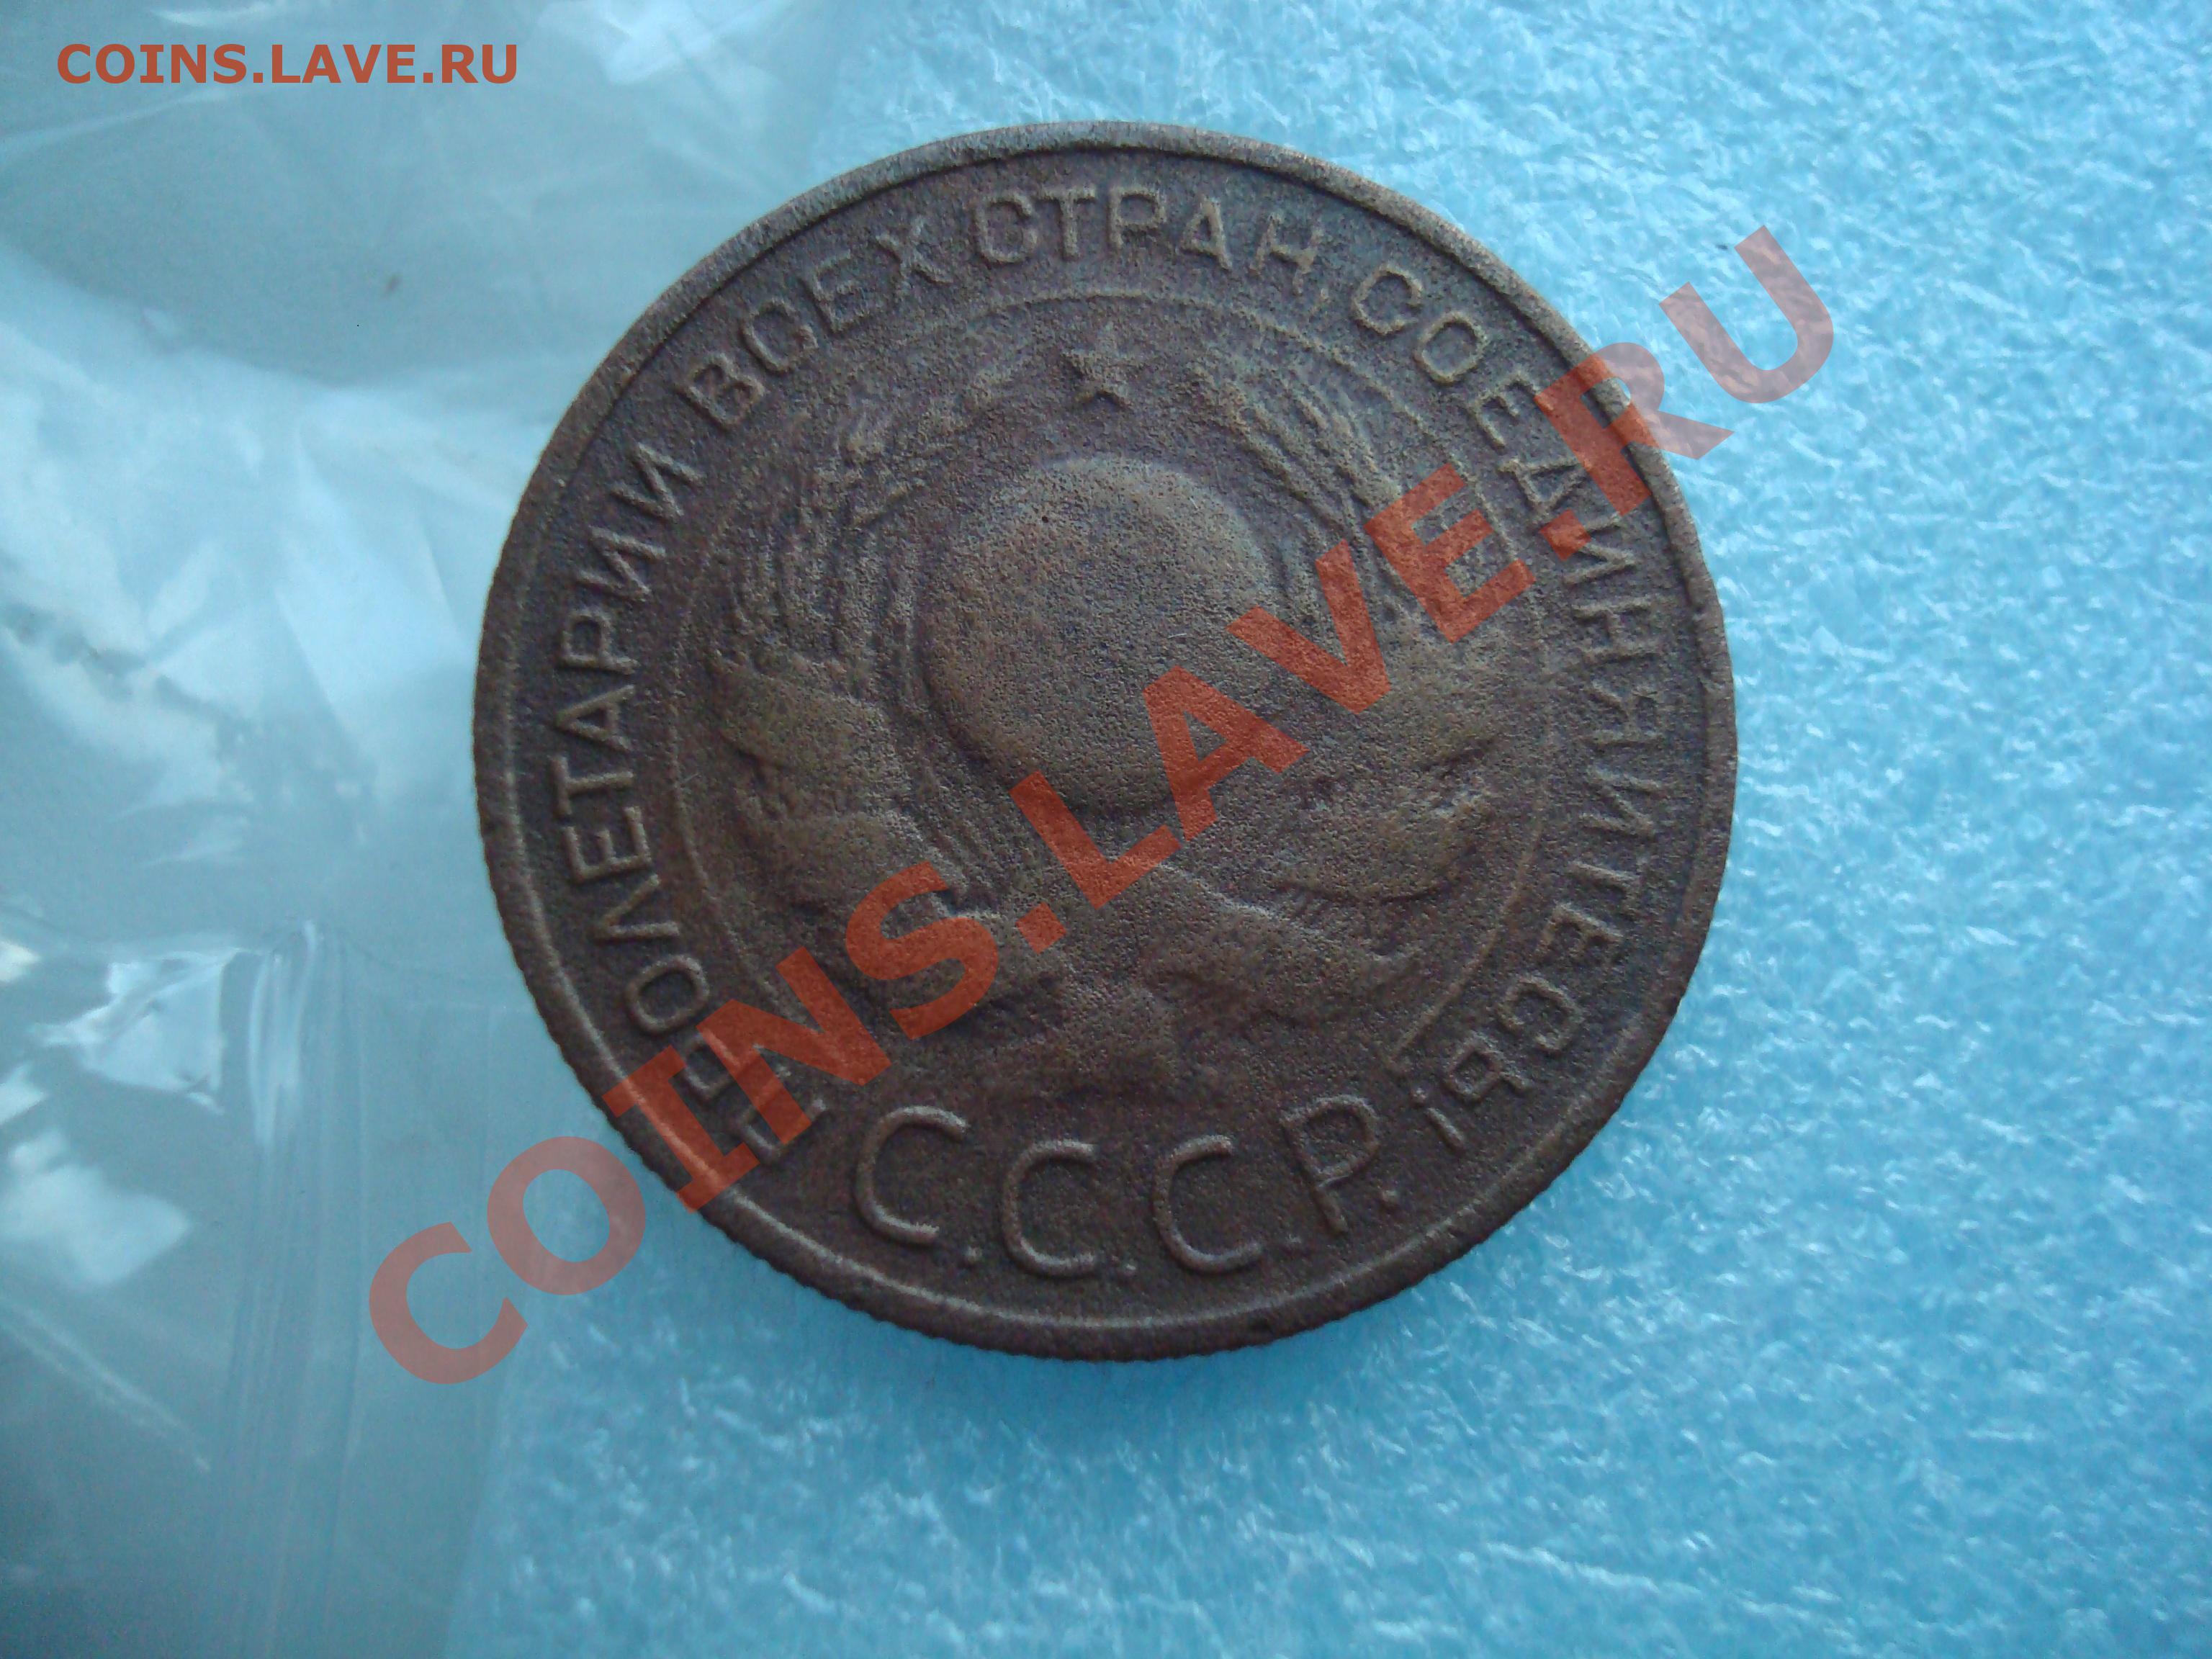 COINS.LAVE.RU
ПРОЛЕТАРИИ ВСЕХ СТРАН, СОЕДИНЯЙТЕСЬ!
С.С.С.Р.
COINS.LAVE.RU